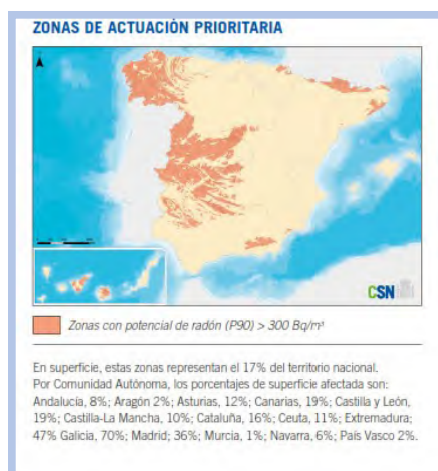 ZONAS DE ACTUACIÓN PRIORITARIA
CSN
Zonas con potencial de radón (P90) > 300 Bq/m³
En superficie, estas zonas representan el 17% del territorio nacional.
Por Comunidad Autónoma, los porcentajes de superficie afectada son:
Andalucía, 8%; Aragón 2%; Asturias, 12%; Canarias, 19%; Castilla y León,
19%; Castilla-La Mancha, 10%; Cataluña, 16%; Ceuta, 11%; Extremadura;
47% Galicia, 70%; Madrid; 36%; Murcia, 1%; Navarra, 6%; País Vasco 2%.